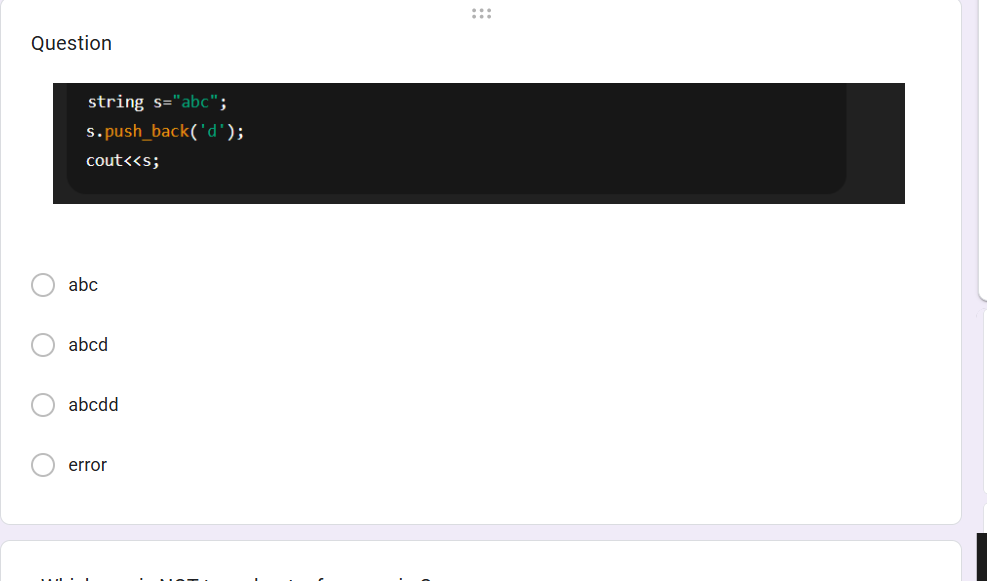 Question
string s="abc";
s.push_back('d');
cout<<s;
abc
abcd
abcdd
error